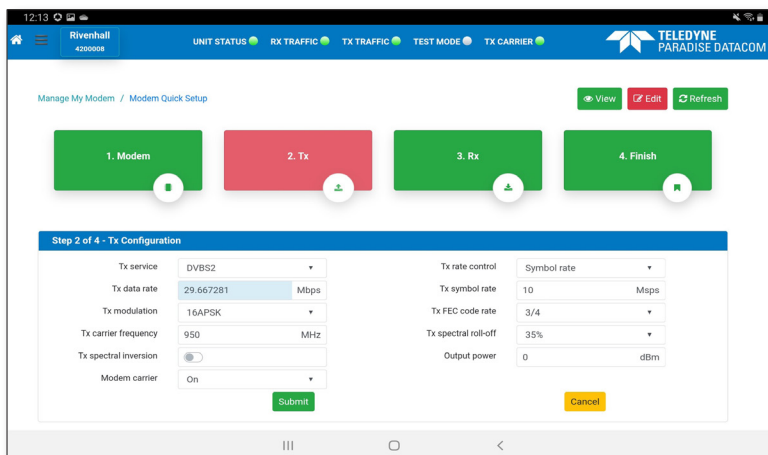 12:13
Rivenhall
4200008
UNIT STATUS RX TRAFFIC TX TRAFFIC TEST MODE TX CARRIER
TELEDYNE
PARADISE DATACOM
Manage My Modem / Modem Quick Setup
View Edit Refresh
1. Modem 2. Tx 3. Rx 4. Finish
Step 2 of 4 - Tx Configuration
Tx service DVBS2 Tx rate control Symbol rate
Tx data rate 29.667281 Mbps Tx symbol rate 10 Msps
Tx modulation 16APSK Tx FEC code rate 3/4
Tx carrier frequency 950 MHz Tx spectral roll-off 35%
Tx spectral inversion Output power 0 dBm
Modem carrier On
Submit Cancel